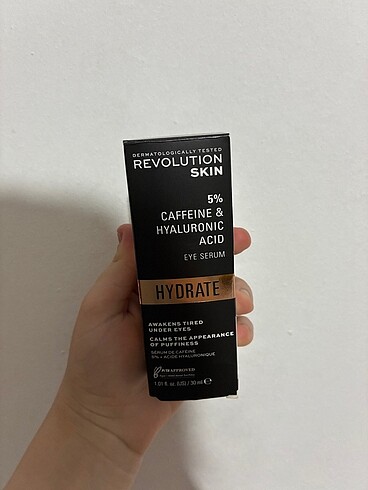 DERMATOLOGICALLY TESTED
REVOLUTION
SKIN
5%
CAFFEINE &
HYALURONIC
ACID
EYE SERUM
HYDRATE
AWAKENS TIRED
UNDER EYES
CALMS THE APPEARANCE
OF PUFFINESS
SÉRUM DE CAFÉINE
5% + ACIDE HYALURONIQUE
APPROVED
1.01 fl. oz. (US) / 30 ml ℮